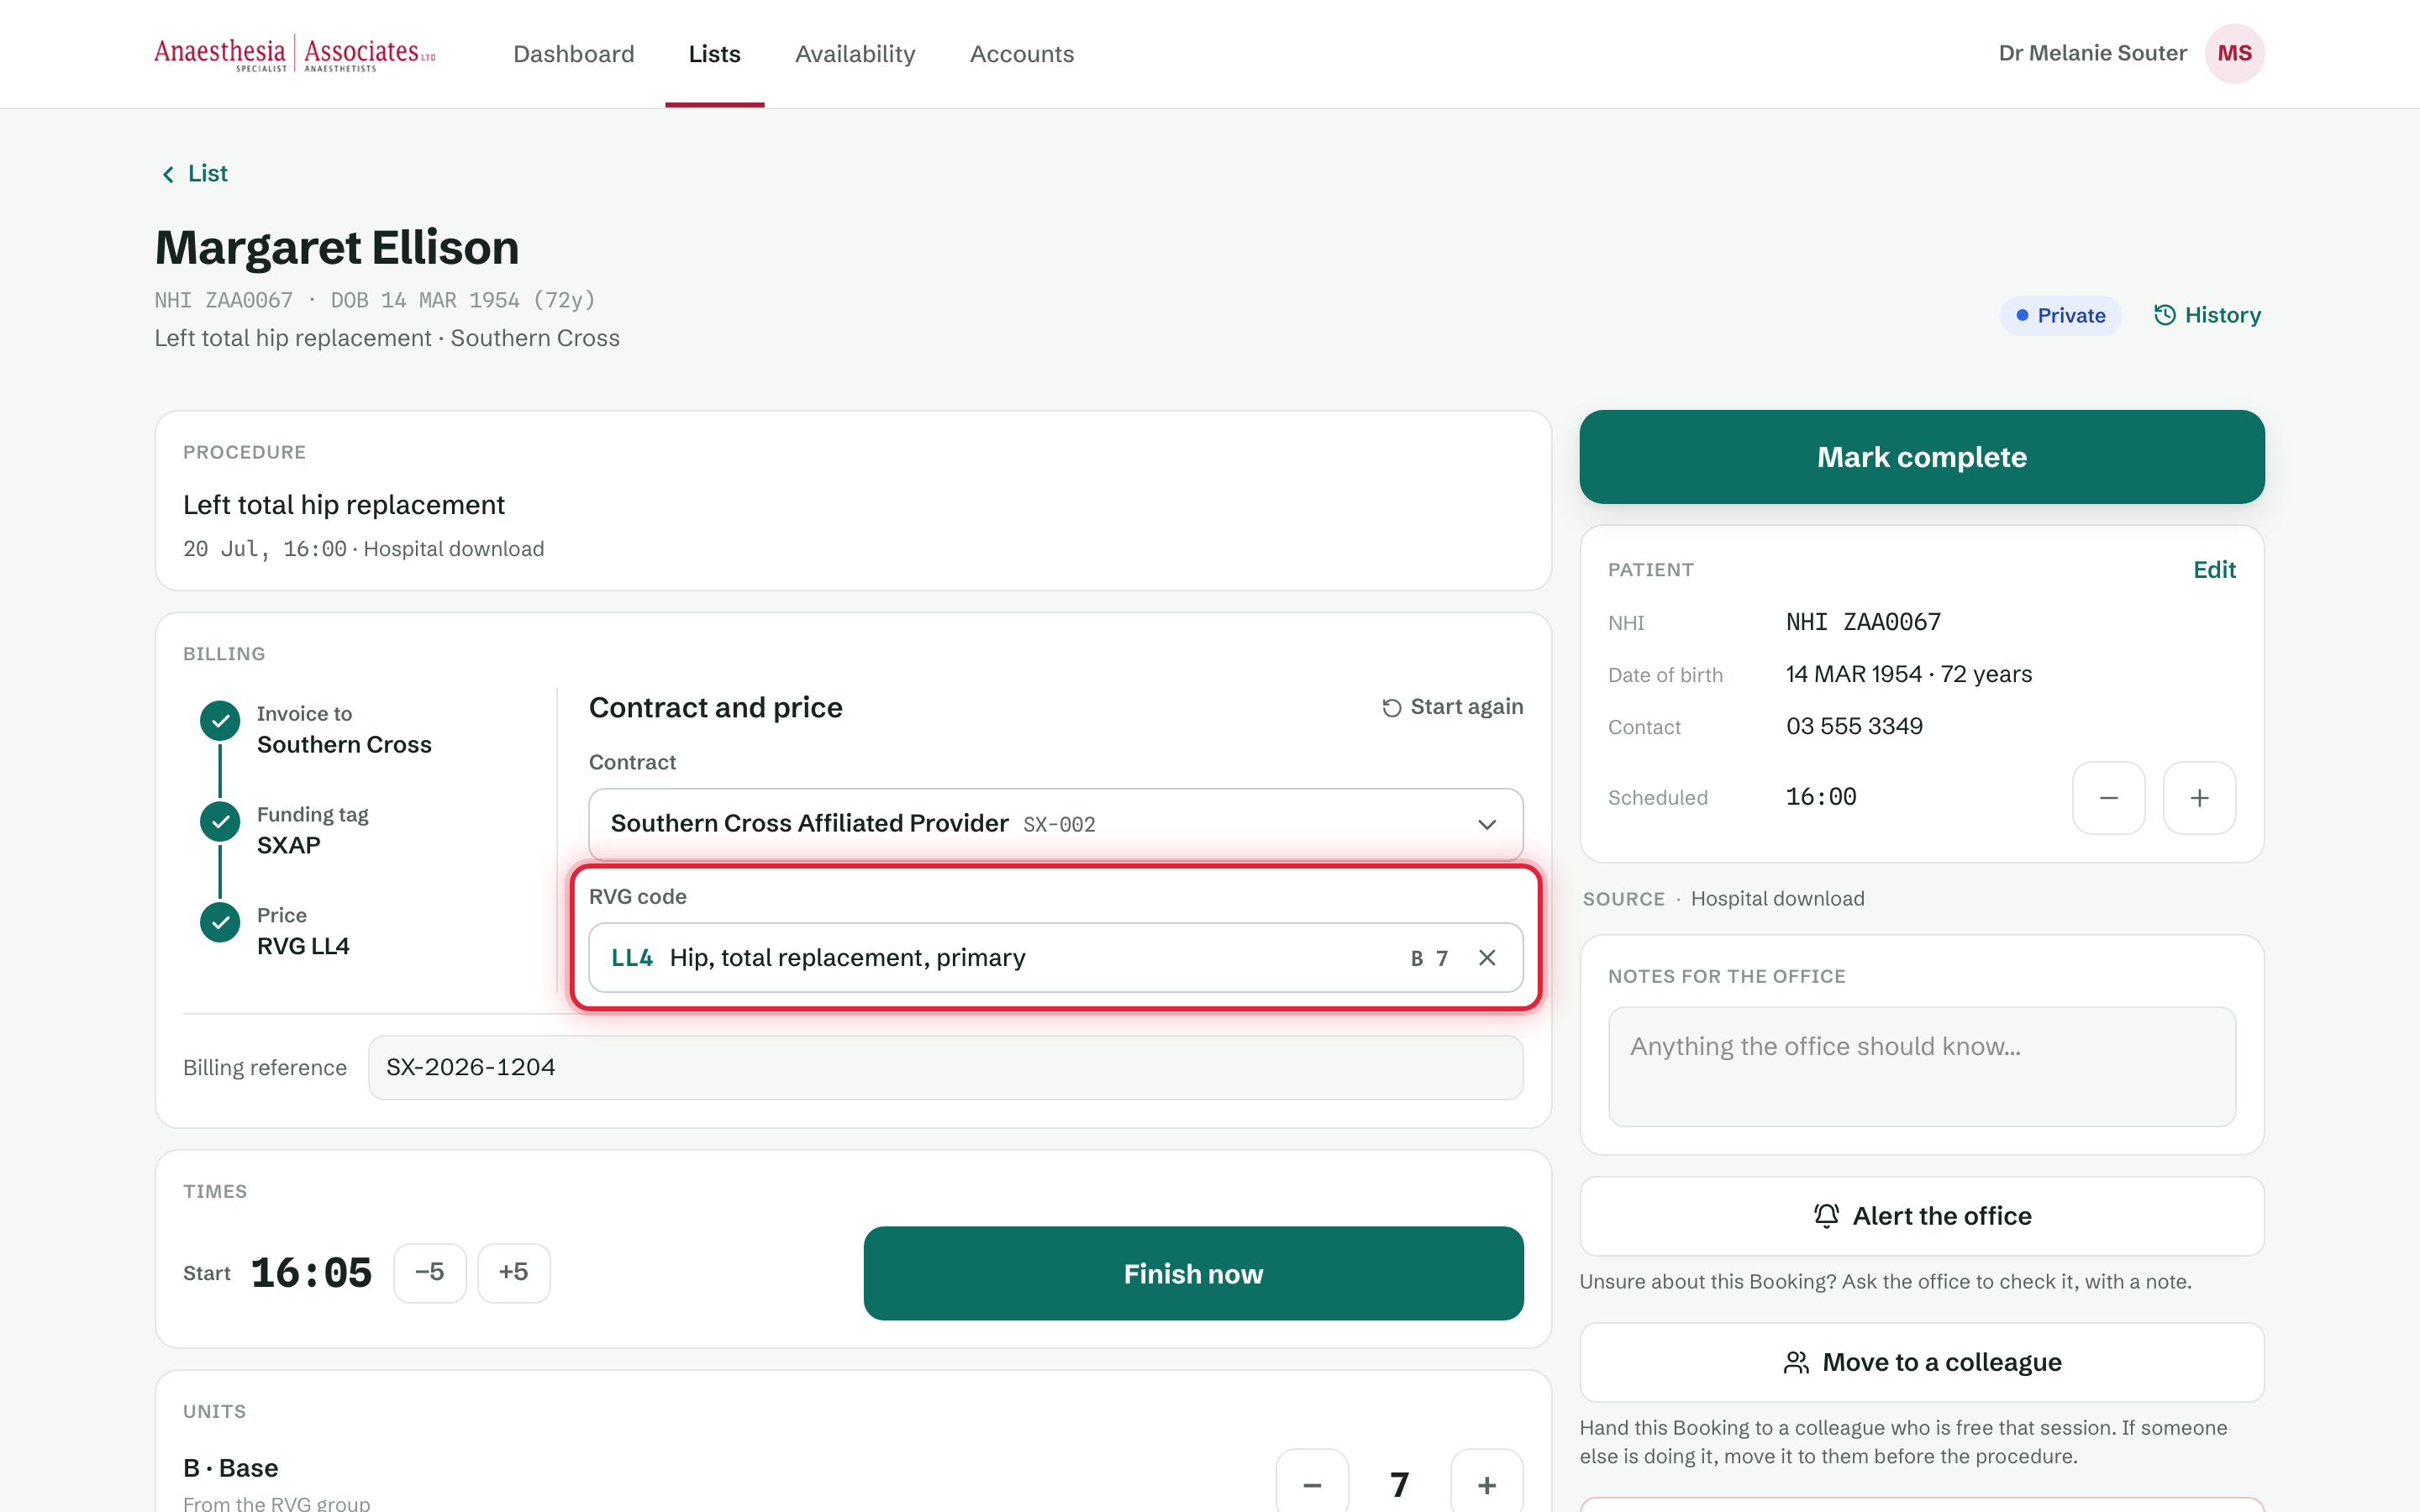 Anaesthesia | Associates LTD
SPECIALIST ANAESTHETISTS
Dashboard
Lists
Availability
Accounts
Dr Melanie Souter
MS
List
Margaret Ellison
NHI ZAA0067 · DOB 14 MAR 1954 (72y)
Left total hip replacement · Southern Cross
Private
History
PROCEDURE
Left total hip replacement
20 Jul, 16:00 · Hospital download
BILLING
Invoice to
Southern Cross
Funding tag
SXAP
Price
RVG LL4
Contract and price
Start again
Contract
Southern Cross Affiliated Provider SX-002
RVG code
LL4 Hip, total replacement, primary B 7
Billing reference
SX-2026-1204
TIMES
Start 16:05 −5 +5
Finish now
UNITS
B · Base
From the RVG group
− 7 +
Mark complete
PATIENT
Edit
NHI NHI ZAA0067
Date of birth 14 MAR 1954 · 72 years
Contact 03 555 3349
Scheduled 16:00 − +
SOURCE · Hospital download
NOTES FOR THE OFFICE
Anything the office should know…
Alert the office
Unsure about this Booking? Ask the office to check it, with a note.
Move to a colleague
Hand this Booking to a colleague who is free that session. If someone
else is doing it, move it to them before the procedure.